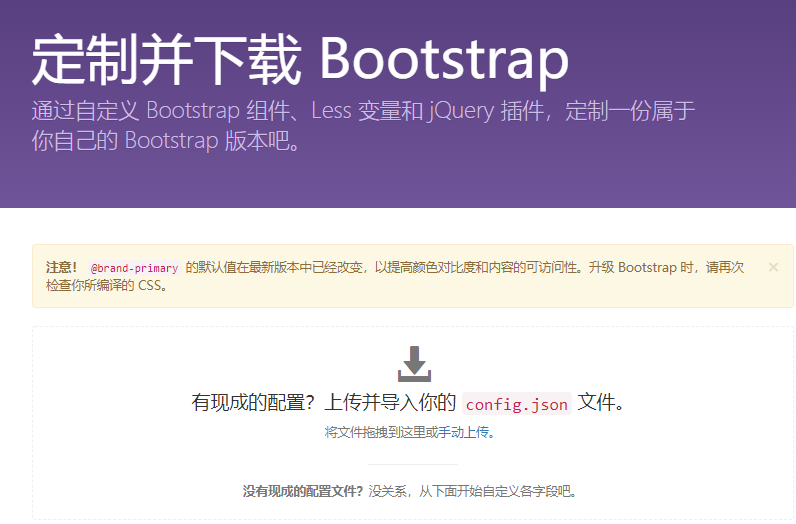 定制并下载 Bootstrap
通过自定义 Bootstrap 组件、Less 变量和 jQuery 插件，定制一份属于
你自己的 Bootstrap 版本吧。
注意！ @brand-primary 的默认值在最新版本中已经改变，以提高颜色对比度和内容的可访问性。升级 Bootstrap 时，请再次 ×
检查你所编译的 CSS。
有现成的配置？上传并导入你的 config.json 文件。
将文件拖拽到这里或手动上传。
没有现成的配置文件？没关系，从下面开始自定义各字段吧。